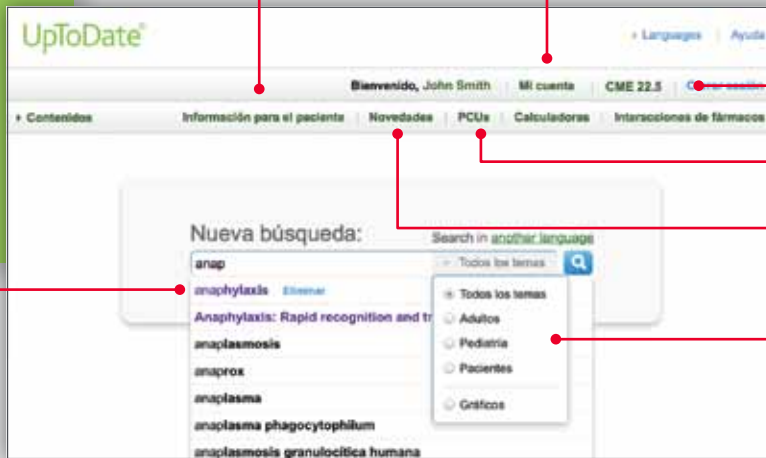 UpToDate®
Languages Ayuda
Bienvenido, John Smith Mi cuenta CME 22.5 Cerrar sesión
Contenidos Información para el paciente Novedades PCUs Calculadoras Interacciones de fármacos
Nueva búsqueda: Search in another language
anap Todos los temas
anaphylaxis Eliminar
Todos los temas
Anaphylaxis: Rapid recognition and tr
Adultos
anaplasmosis
Pediatría
anaprox
Pacientes
anaplasma
Gráficos
anaplasma phagocytophilum
anaplasmosis granulocítica humana